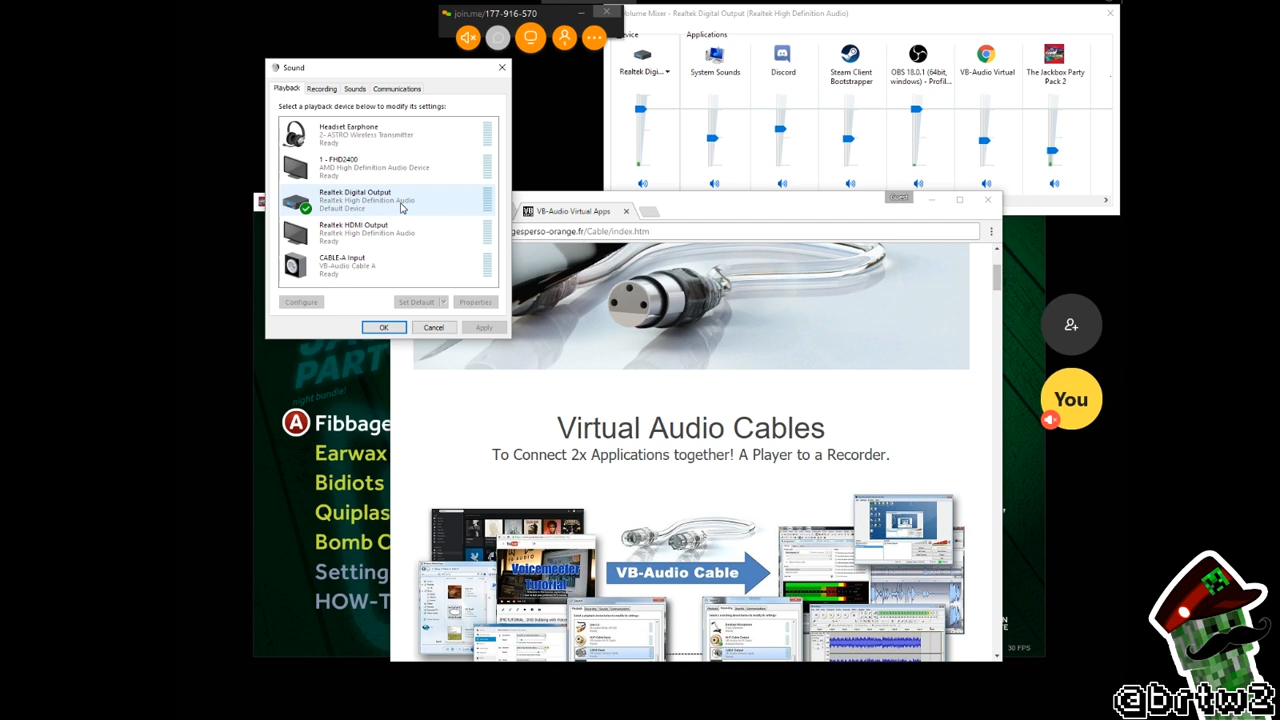 join.me/177-916-570
Volume Mixer - Realtek Digital Output (Realtek High Definition Audio)
Device
Applications
Realtek Digi...
System Sounds
Discord
Steam Client
Bootstrapper
OBS 18.0.1 (64bit,
windows) - Profil...
VB-Audio Virtual
The Jackbox Party
Pack 2
Sound
Playback
Recording
Sounds
Communications
Select a playback device below to modify its settings:
Headset Earphone
2- ASTRO Wireless Transmitter
Ready
1 - FHD2400
AMD High Definition Audio Device
Ready
Realtek Digital Output
Realtek High Definition Audio
Default Device
Realtek HDMI Output
Realtek High Definition Audio
Ready
CABLE-A Input
VB-Audio Cable A
Ready
Configure
Set Default
Properties
OK
Cancel
Apply
Guest
VB-Audio Virtual Apps
gesperso-orange.fr/Cable/index.htm
Virtual Audio Cables
To Connect 2x Applications together! A Player to a Recorder.
VB-Audio Cable
Voicemeeter
Tutorial
PART
night bundle!
A
Fibbage
Earwax
Bidiots
Quiplas
Bomb C
Setting
HOW-T
You
30 FPS
@brtw2